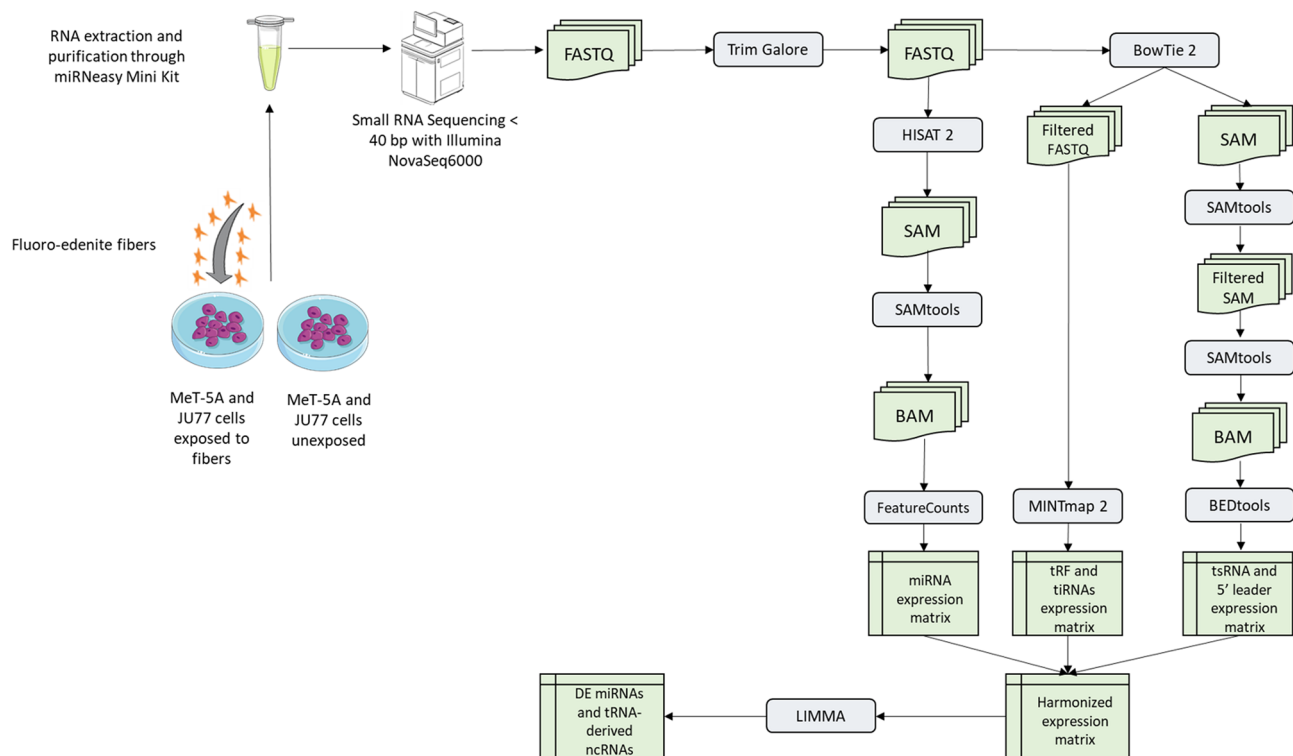 RNA extraction and
purification through
miRNeasy Mini Kit
Small RNA Sequencing <
40 bp with Illumina
NovaSeq6000
FASTQ
Trim Galore
FASTQ
BowTie 2
HISAT 2
Filtered
FASTQ
SAM
SAM
SAMtools
Filtered
SAM
SAMtools
SAMtools
BAM
BAM
FeatureCounts
MINTmap 2
BEDtools
miRNA
expression
matrix
tRF and
tiRNAs
expression
matrix
tsRNA and
5' leader
expression
matrix
Fluoro-edenite fibers
MeT-5A and
JU77 cells
exposed to
fibers
MeT-5A and
JU77 cells
unexposed
Harmonized
expression
matrix
LIMMA
DE miRNAs
and tRNA-
derived
ncRNAs